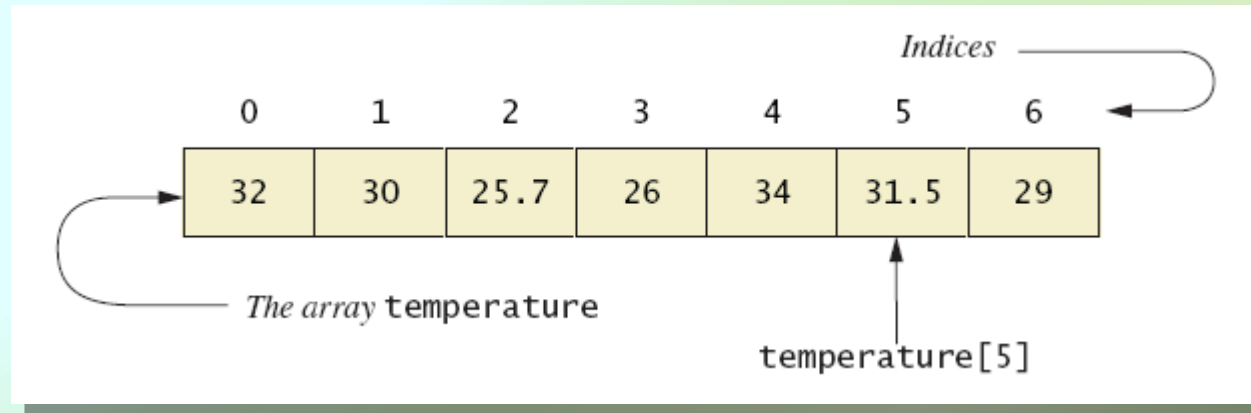 Indices
0 1 2 3 4 5 6
32 30 25.7 26 34 31.5 29
The array temperature
temperature[5]